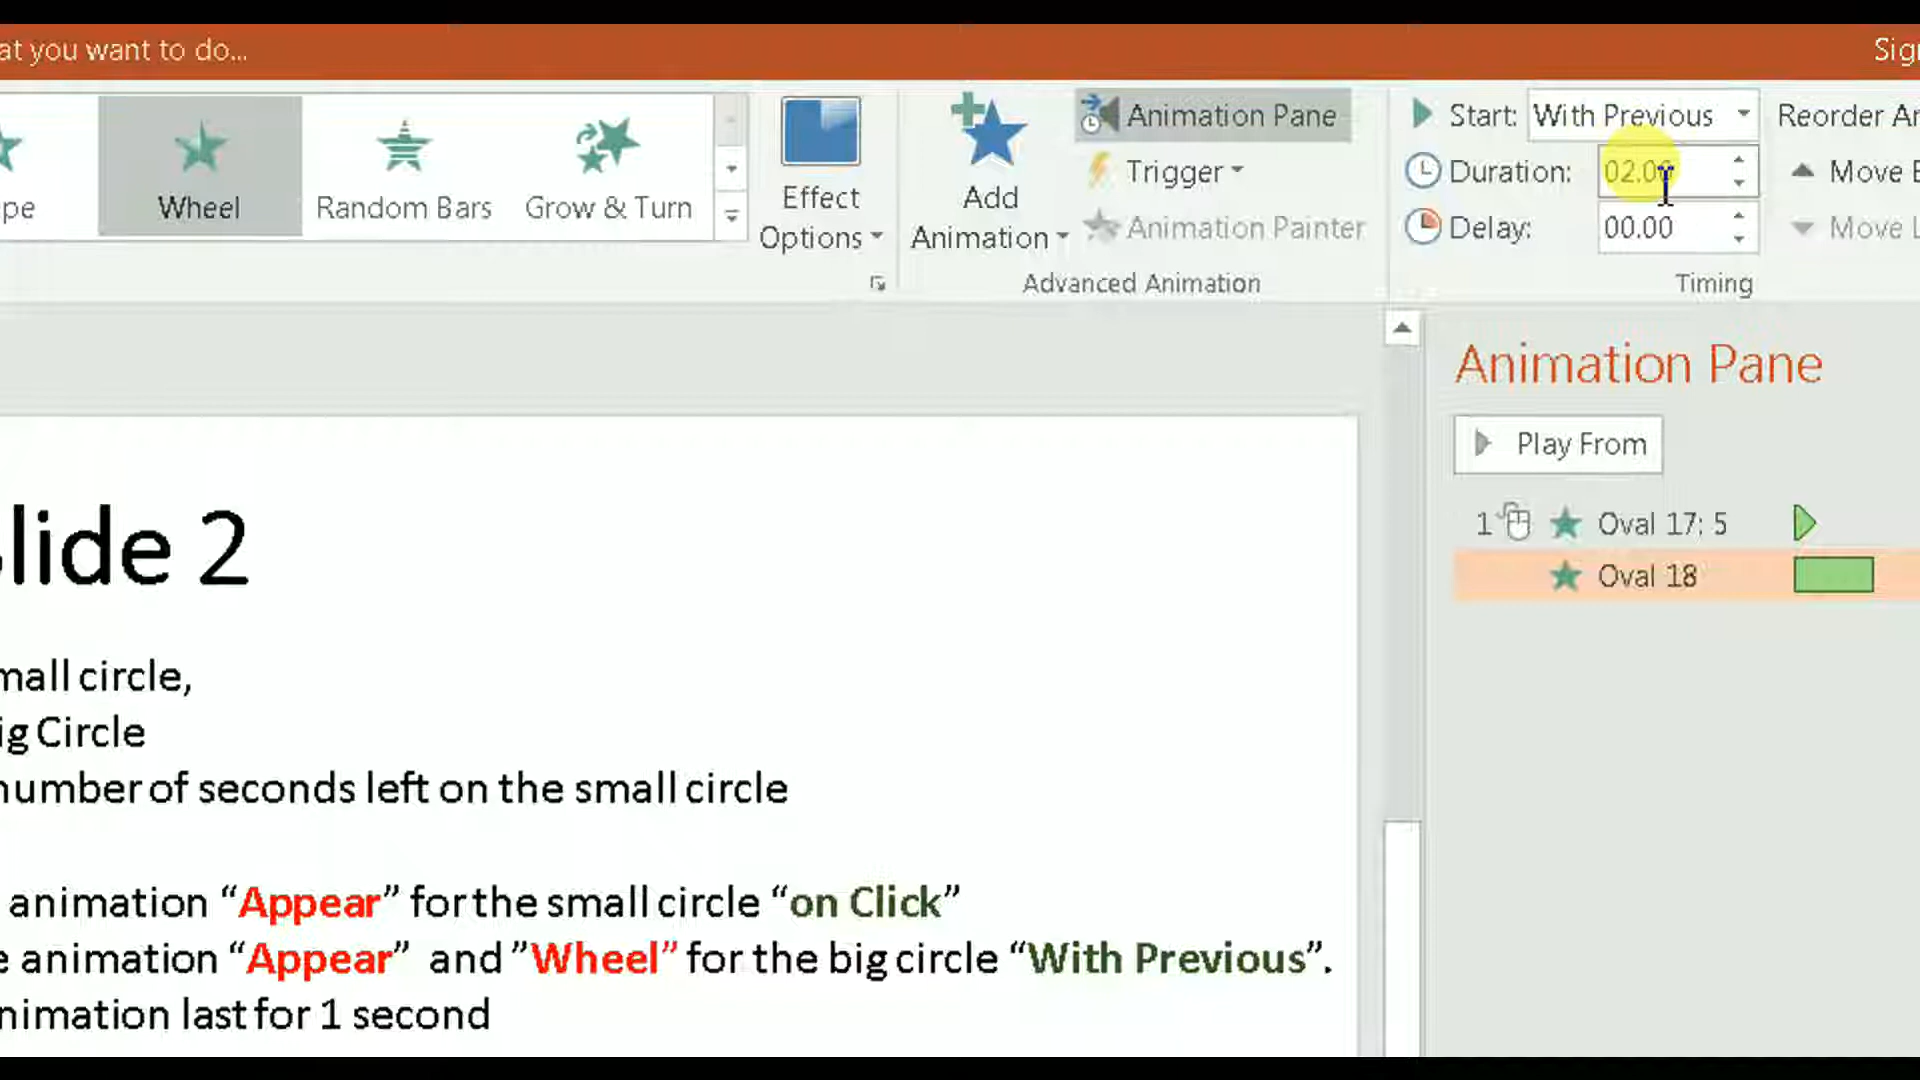 at you want to do...
Sign
pe
Wheel
Random Bars
Grow & Turn
Effect
Options
Add
Animation
Animation Pane
Trigger
Animation Painter
Advanced Animation
Start: With Previous
Duration: 02.00
Delay: 00.00
Reorder An
Move E
Move L
Timing
Animation Pane
Play From
1 Oval 17: 5
Oval 18
lide 2
mall circle,
ig Circle
number of seconds left on the small circle
animation “Appear” for the small circle “on Click”
e animation “Appear” and ”Wheel” for the big circle “With Previous”.
nimation last for 1 second